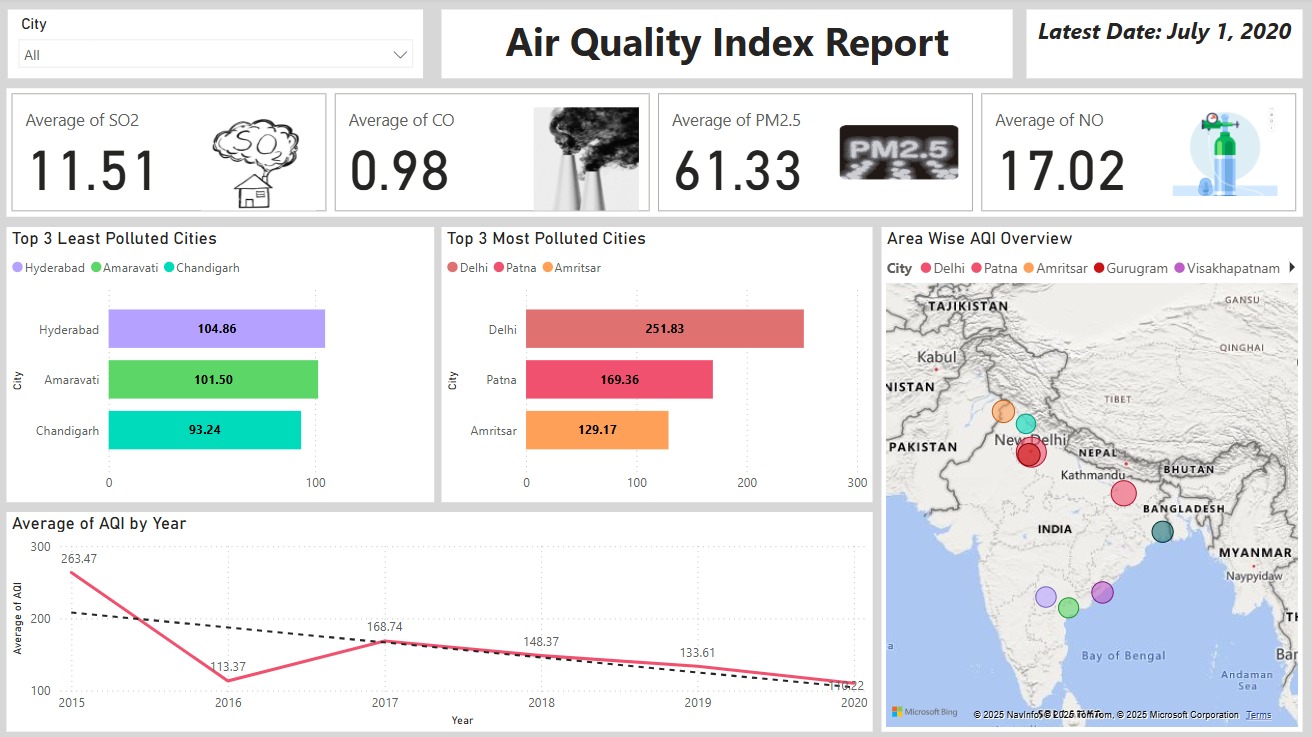 City
All
Air Quality Index Report
Latest Date: July 1, 2020
Average of SO2
11.51
SO
Average of CO
0.98
Average of PM2.5
61.33
PM2.5
Average of NO
17.02
Top 3 Least Polluted Cities
Hyderabad Amaravati Chandigarh
City
Hyderabad 104.86
Amaravati 101.50
Chandigarh 93.24
0 100
Top 3 Most Polluted Cities
Delhi Patna Amritsar
City
Delhi 251.83
Patna 169.36
Amritsar 129.17
0 100 200 300
Area Wise AQI Overview
City Delhi Patna Amritsar Gurugram Visakhapatnam
GANSU
TAJIKISTAN
QINGHAI
Kabul
NISTAN
TIBET
New Delhi
PAKISTAN
NEPAL
BHUTAN
Kathmandu
BANGLADESH
INDIA
MYANMAR
Naypyidaw
TH
a
Bay of Bengal
Ban
Andaman
Sea
Microsoft Bing
© 2025 TomTom, © 2025 Microsoft Corporation Terms
Average of AQI by Year
Average of AQI
300
200
100
263.47
113.37
168.74
148.37
133.61
2015 2016 2017 2018 2019 2020
Year